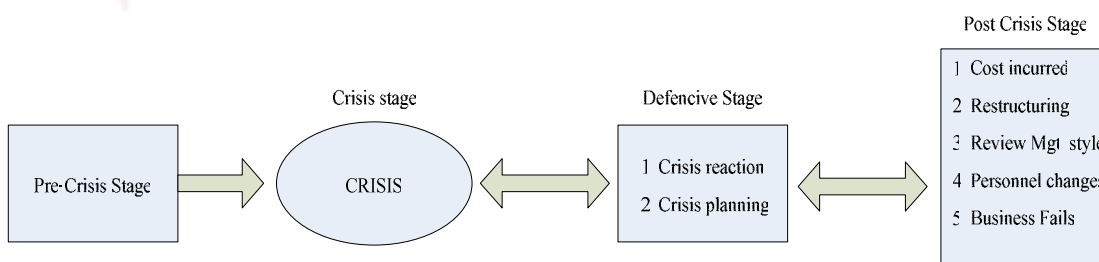 Pre-Crisis Stage
Crisis stage
CRISIS
Defencive Stage
1 Crisis reaction
2 Crisis planning
Post Crisis Stage
1 Cost incurred
2 Restructuring
3 Review Mgt style
4 Personnel changes
5 Business Fails